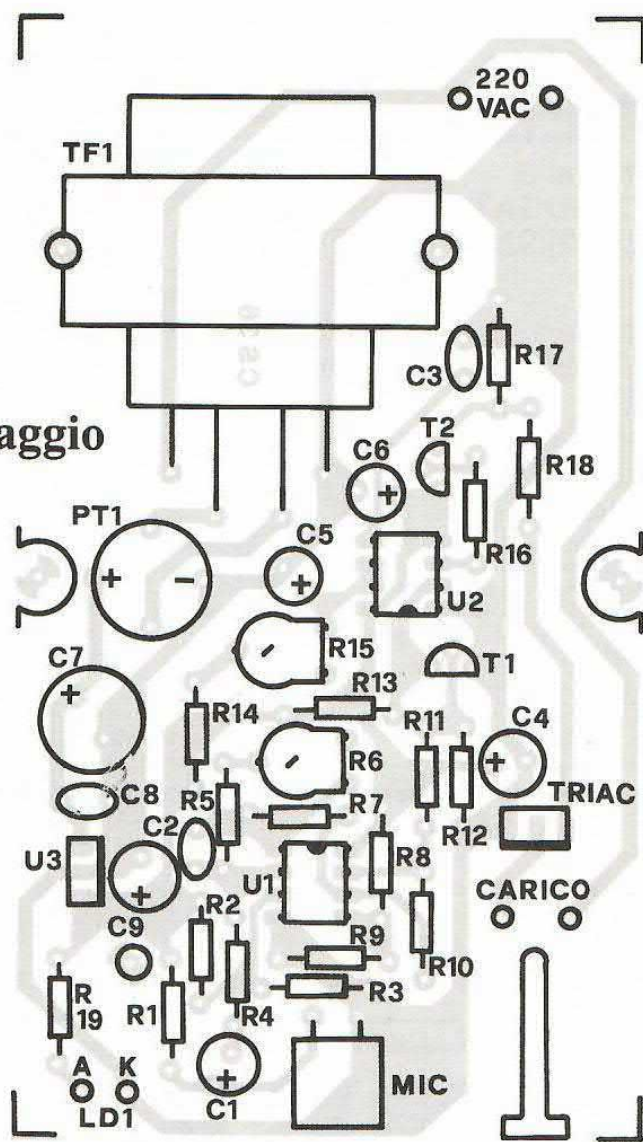 220
VAC
TF1
CS26
C3
R17
aggio
T2
C6
R18
PT1
+
-
C5
+
R16
U2
R15
C7
+
T1
R13
R14
R11
C4
+
R6
C8
R5
R7
TRIAC
R12
C2
U3
+
U1
R8
R2
CARICO
C9
R9
R10
R
19
R1
R4
R3
A
K
LD1
+
C1
MIC